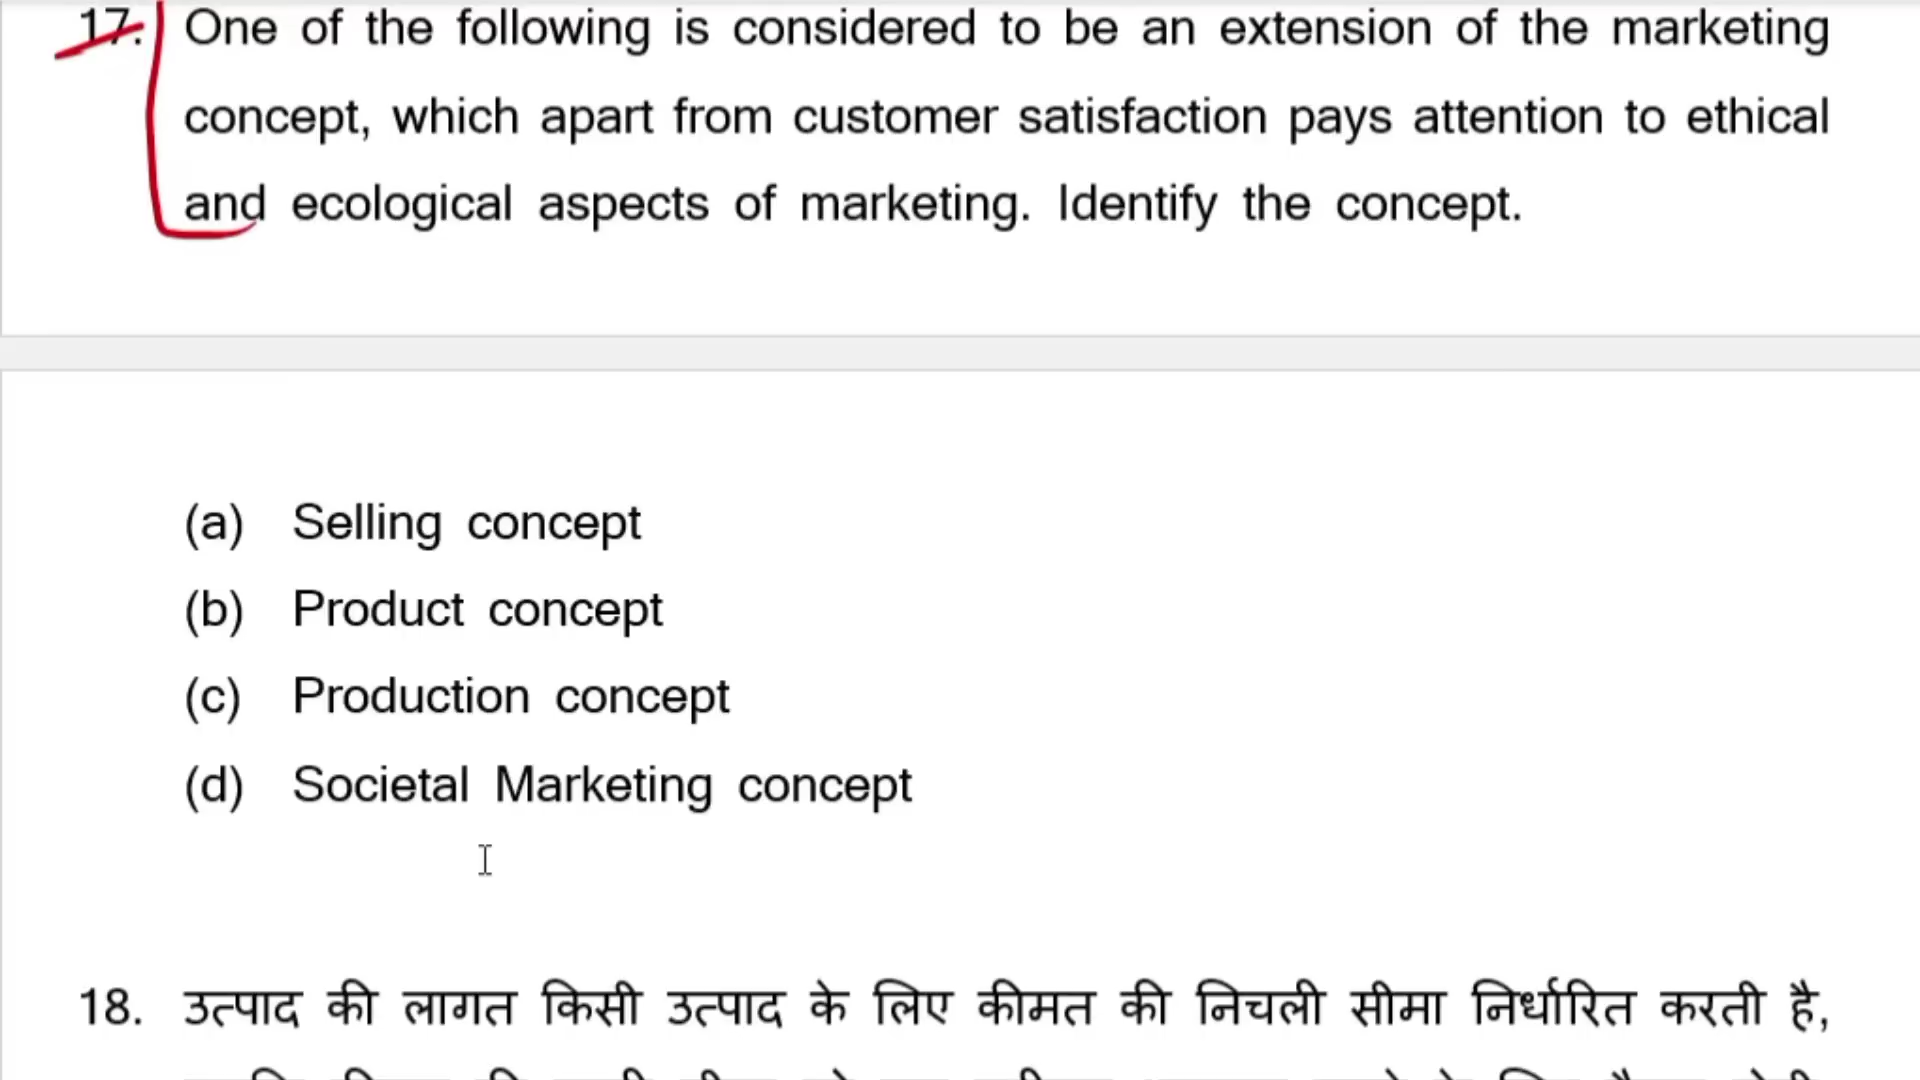 17. One of the following is considered to be an extension of the marketing
concept, which apart from customer satisfaction pays attention to ethical
and ecological aspects of marketing. Identify the concept.
(a) Selling concept
(b) Product concept
(c) Production concept
(d) Societal Marketing concept
18. उत्पाद की लागत किसी उत्पाद के लिए कीमत की निचली सीमा निर्धारित करती है,